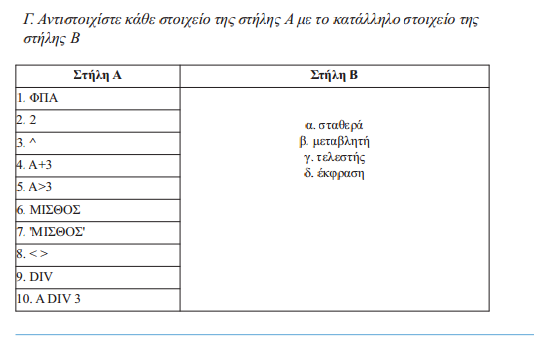 Γ. Αντιστοιχίστε κάθε στοιχείο της στήλης Α με το κατάλληλο στοιχείο της
στήλης Β
Στήλη Α Στήλη Β
1. ΦΠΑ
2. 2
3. ^
4. Α+3
5. Α>3
6. ΜΙΣΘΟΣ
7. 'ΜΙΣΘΟΣ'
8. < >
9. DIV
10. A DIV 3
α. σταθερά
β. μεταβλητή
γ. τελεστής
δ. έκφραση